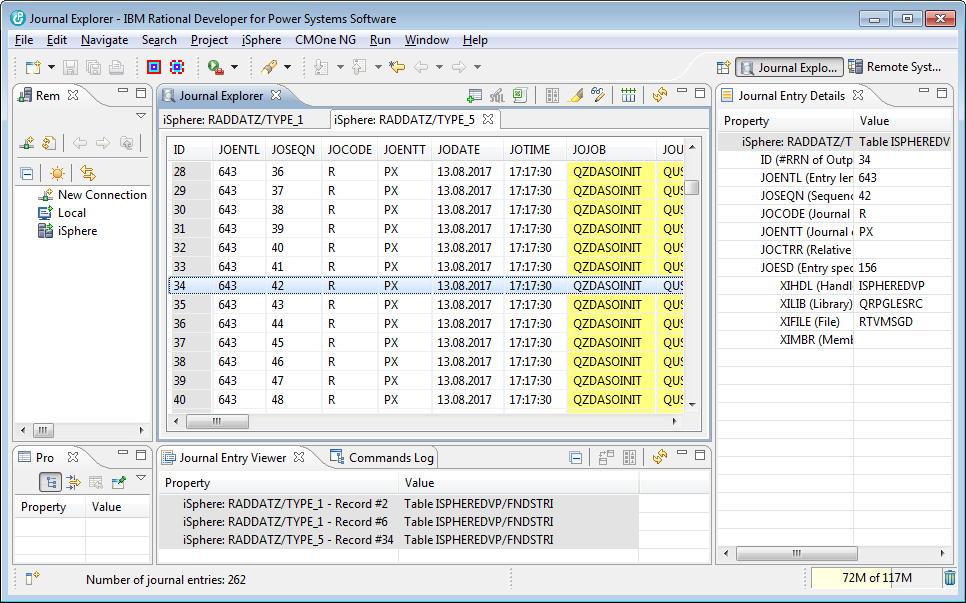 Journal Explorer - IBM Rational Developer for Power Systems Software
File Edit Navigate Search Project iSphere CMOne NG Run Window Help
Journal Explo... Remote Syst...
Rem
New Connection
Local
iSphere
Journal Explorer
iSphere: RADDATZ/TYPE_1 iSphere: RADDATZ/TYPE_5
ID JOENTL JOSEQN JOCODE JOENTT JODATE JOTIME JOJOB JOU
28 643 36 R PX 13.08.2017 17:17:30 QZDASOINIT QUS
29 643 37 R PX 13.08.2017 17:17:30 QZDASOINIT QUS
30 643 38 R PX 13.08.2017 17:17:30 QZDASOINIT QUS
31 643 39 R PX 13.08.2017 17:17:30 QZDASOINIT QUS
32 643 40 R PX 13.08.2017 17:17:30 QZDASOINIT QUS
33 643 41 R PX 13.08.2017 17:17:30 QZDASOINIT QUS
34 643 42 R PX 13.08.2017 17:17:30 QZDASOINIT QUS
35 643 43 R PX 13.08.2017 17:17:30 QZDASOINIT QUS
36 643 44 R PX 13.08.2017 17:17:30 QZDASOINIT QUS
37 643 45 R PX 13.08.2017 17:17:30 QZDASOINIT QUS
38 643 46 R PX 13.08.2017 17:17:30 QZDASOINIT QUS
39 643 47 R PX 13.08.2017 17:17:30 QZDASOINIT QUS
40 643 48 R PX 13.08.2017 17:17:30 QZDASOINIT QUS
Journal Entry Details
Property Value
iSphere: RADDATZ/T Table ISPHEREDV
ID (#RRN of Outp 34
JOENTL (Entry len 643
JOSEQN (Sequenc 42
JOCODE (Journal R
JOENTT (Journal PX
JOCTRR (Relative
JOESD (Entry spec 156
XIHDL (Handl ISPHEREDVP
XILIB (Library) QRPGLESRC
XIFILE (File) RTVMSGD
XIMBR (Memb
Pro
Property Value
Journal Entry Viewer Commands Log
Property Value
iSphere: RADDATZ/TYPE_1 - Record #2 Table ISPHEREDVP/FNDSTRI
iSphere: RADDATZ/TYPE_1 - Record #6 Table ISPHEREDVP/FNDSTRI
iSphere: RADDATZ/TYPE_5 - Record #34 Table ISPHEREDVP/FNDSTRI
Number of journal entries: 262
72M of 117M